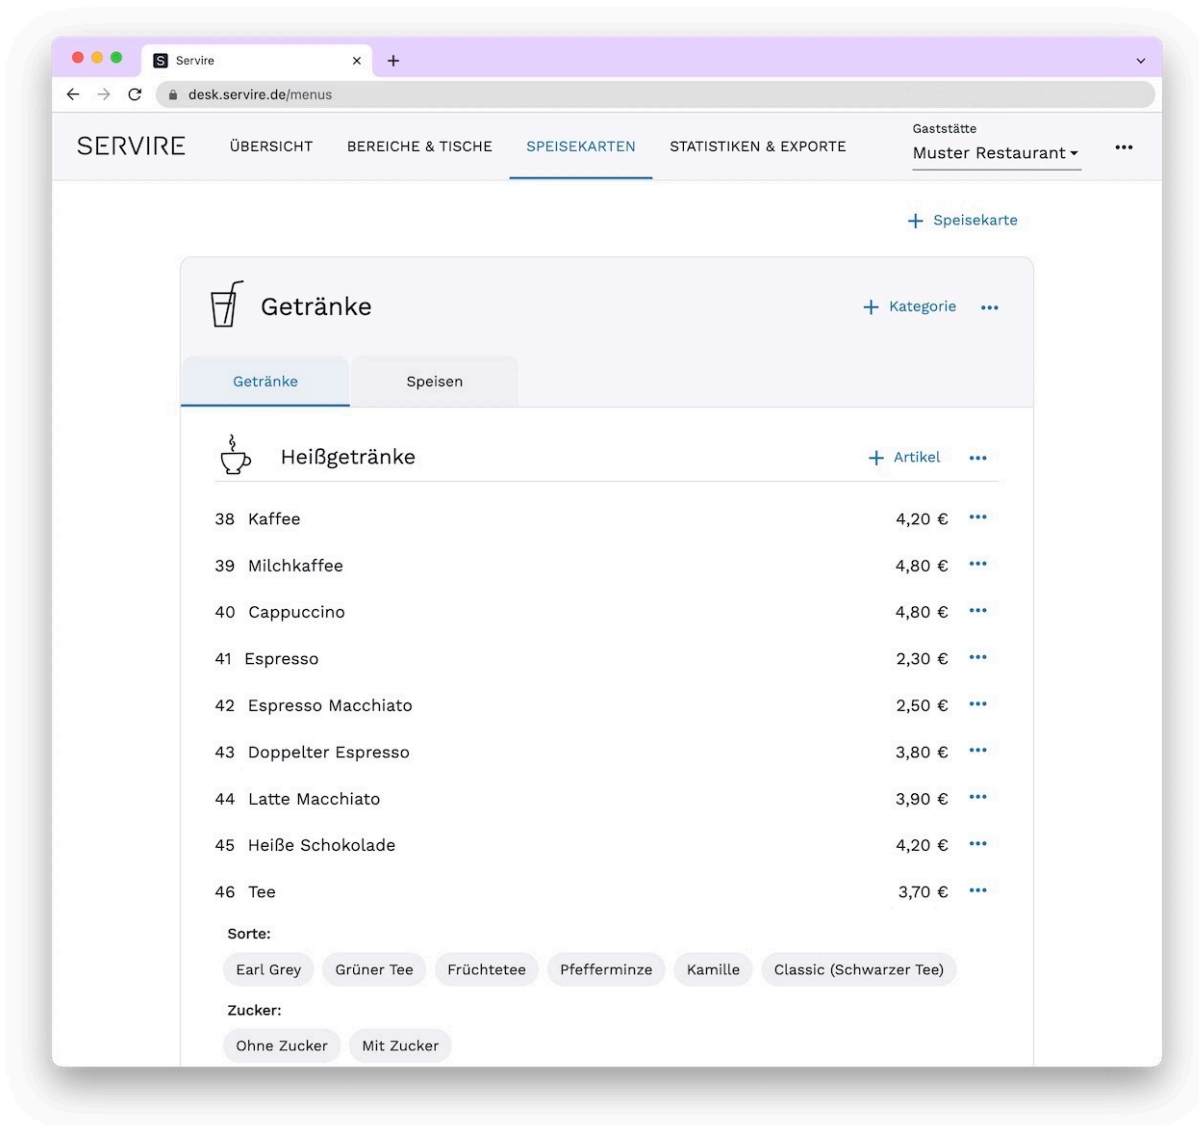 S Servire
desk.servire.de/menus
SERVIRE ÜBERSICHT BEREICHE & TISCHE SPEISEKARTEN STATISTIKEN & EXPORTE
Gaststätte
Muster Restaurant
+ Speisekarte
Getränke + Kategorie
Getränke Speisen
Heißgetränke + Artikel
38 Kaffee 4,20 €
39 Milchkaffee 4,80 €
40 Cappuccino 4,80 €
41 Espresso 2,30 €
42 Espresso Macchiato 2,50 €
43 Doppelter Espresso 3,80 €
44 Latte Macchiato 3,90 €
45 Heiße Schokolade 4,20 €
46 Tee 3,70 €
Sorte:
Earl Grey Grüner Tee Früchtetee Pfefferminze Kamille Classic (Schwarzer Tee)
Zucker:
Ohne Zucker Mit Zucker